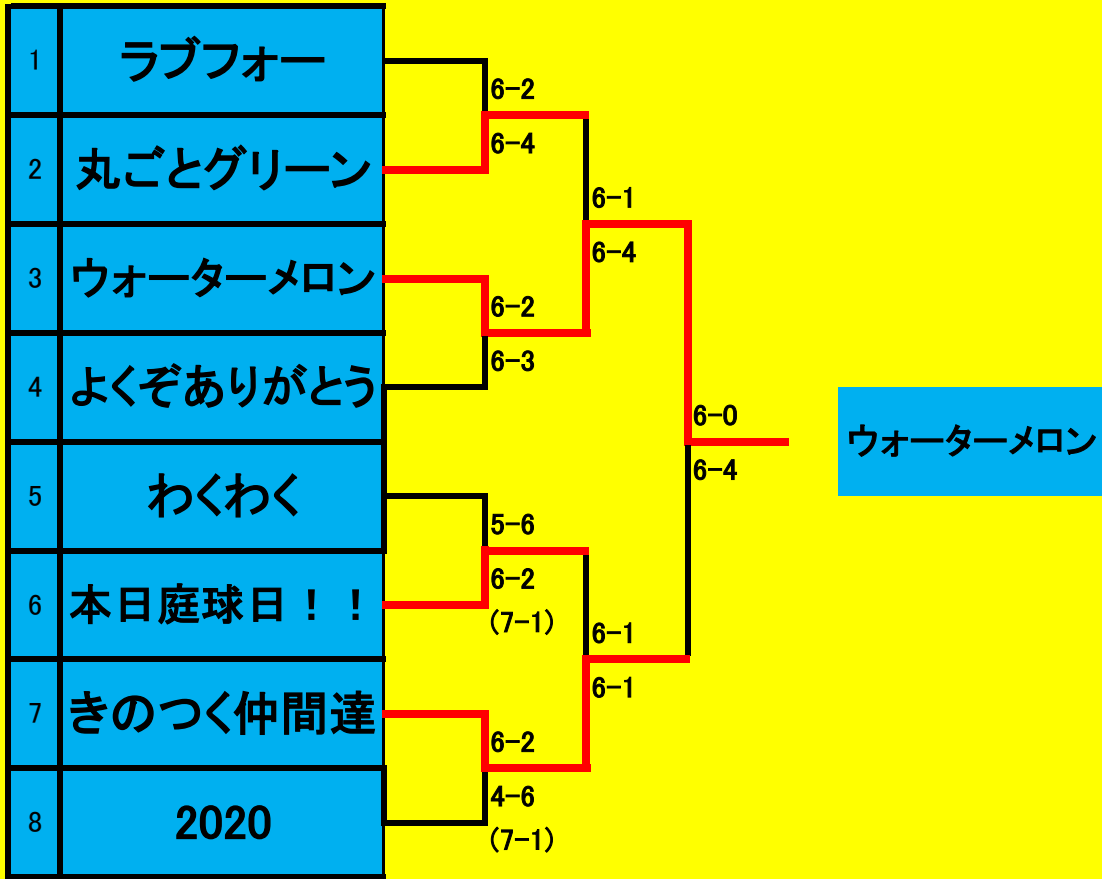 1 ラブフォー
2 丸ごとグリーン
3 ウォーターメロン
4 よくぞありがとう
5 わくわく
6 本日庭球日！！
7 きのつく仲間達
8 2020
6-2
6-4
6-2
6-3
5-6
6-2
(7-1)
6-2
4-6
(7-1)
6-1
6-4
6-1
6-1
6-0
6-4
ウォーターメロン